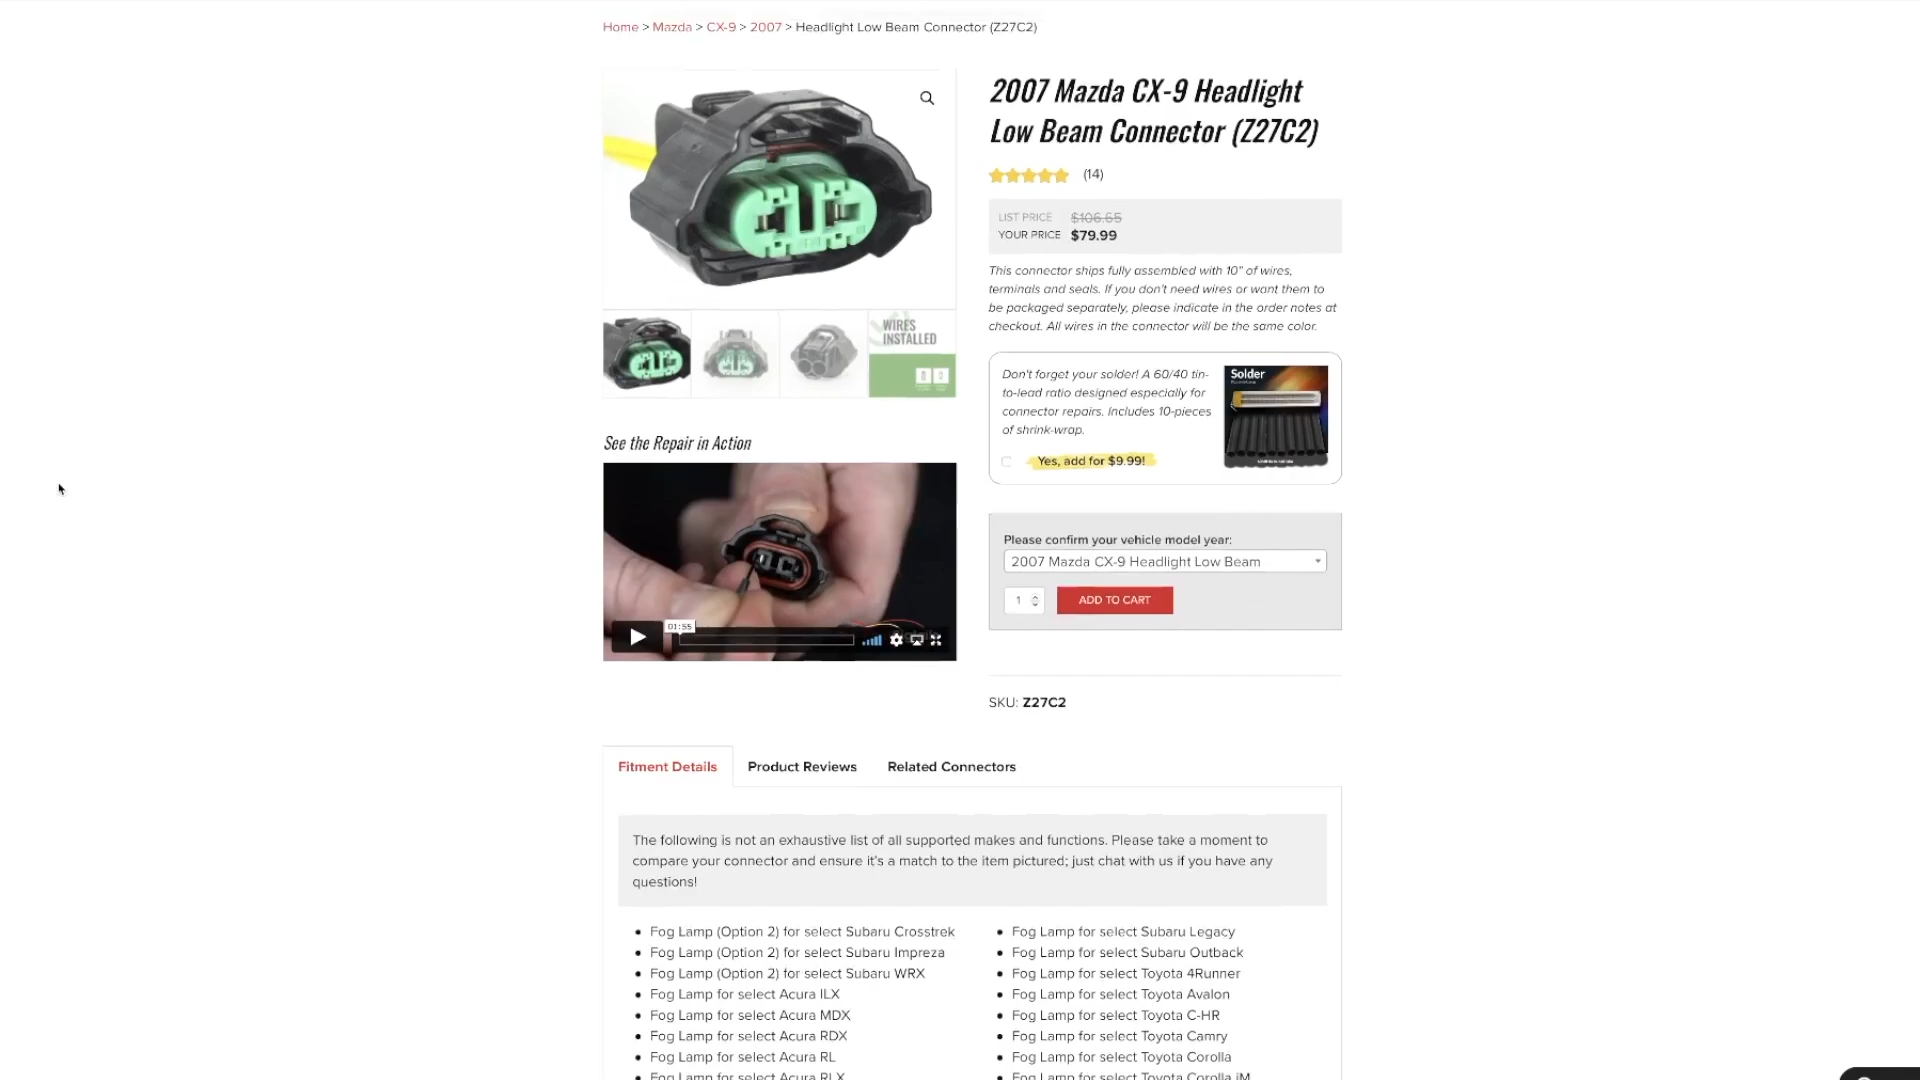 Home > Mazda > CX-9 > 2007 > Headlight Low Beam Connector (Z27C2)
2007 Mazda CX-9 Headlight
Low Beam Connector (Z27C2)
(14)
LIST PRICE $106.65
YOUR PRICE $79.99
This connector ships fully assembled with 10" of wires,
terminals and seals. If you don't need wires or want them to
be packaged separately, please indicate in the order notes at
checkout. All wires in the connector will be the same color.
WIRES
INSTALLED
Don't forget your solder! A 60/40 tin-
to-lead ratio designed especially for
connector repairs. Includes 10-pieces
of shrink-wrap.
Yes, add for $9.99!
Solder
See the Repair in Action
01:55
Please confirm your vehicle model year:
2007 Mazda CX-9 Headlight Low Beam
1
ADD TO CART
SKU: Z27C2
Fitment Details
Product Reviews
Related Connectors
The following is not an exhaustive list of all supported makes and functions. Please take a moment to
compare your connector and ensure it's a match to the item pictured; just chat with us if you have any
questions!
Fog Lamp (Option 2) for select Subaru Crosstrek
Fog Lamp (Option 2) for select Subaru Impreza
Fog Lamp (Option 2) for select Subaru WRX
Fog Lamp for select Acura ILX
Fog Lamp for select Acura MDX
Fog Lamp for select Acura RDX
Fog Lamp for select Acura RL
Fog Lamp for select Acura RLX
Fog Lamp for select Subaru Legacy
Fog Lamp for select Subaru Outback
Fog Lamp for select Toyota 4Runner
Fog Lamp for select Toyota Avalon
Fog Lamp for select Toyota C-HR
Fog Lamp for select Toyota Camry
Fog Lamp for select Toyota Corolla
Fog Lamp for select Toyota Corolla iM